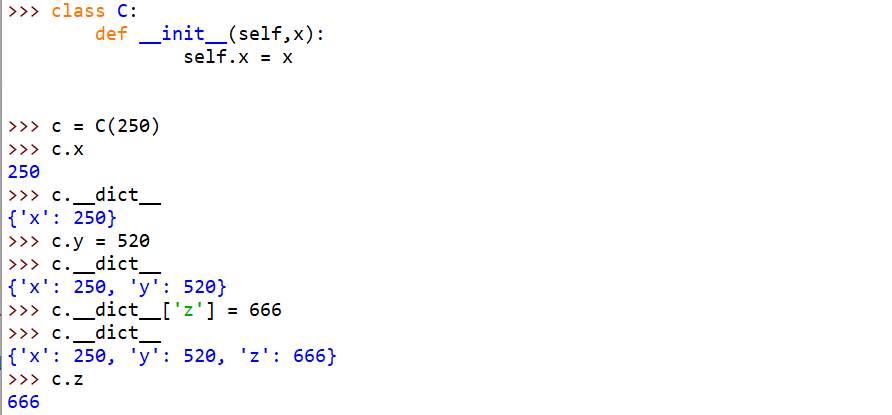 >>> class C:
        def __init__(self,x):
                self.x = x
>>> c = C(250)
>>> c.x
250
>>> c.__dict__
{'x': 250}
>>> c.y = 520
>>> c.__dict__
{'x': 250, 'y': 520}
>>> c.__dict__['z'] = 666
>>> c.__dict__
{'x': 250, 'y': 520, 'z': 666}
>>> c.z
666